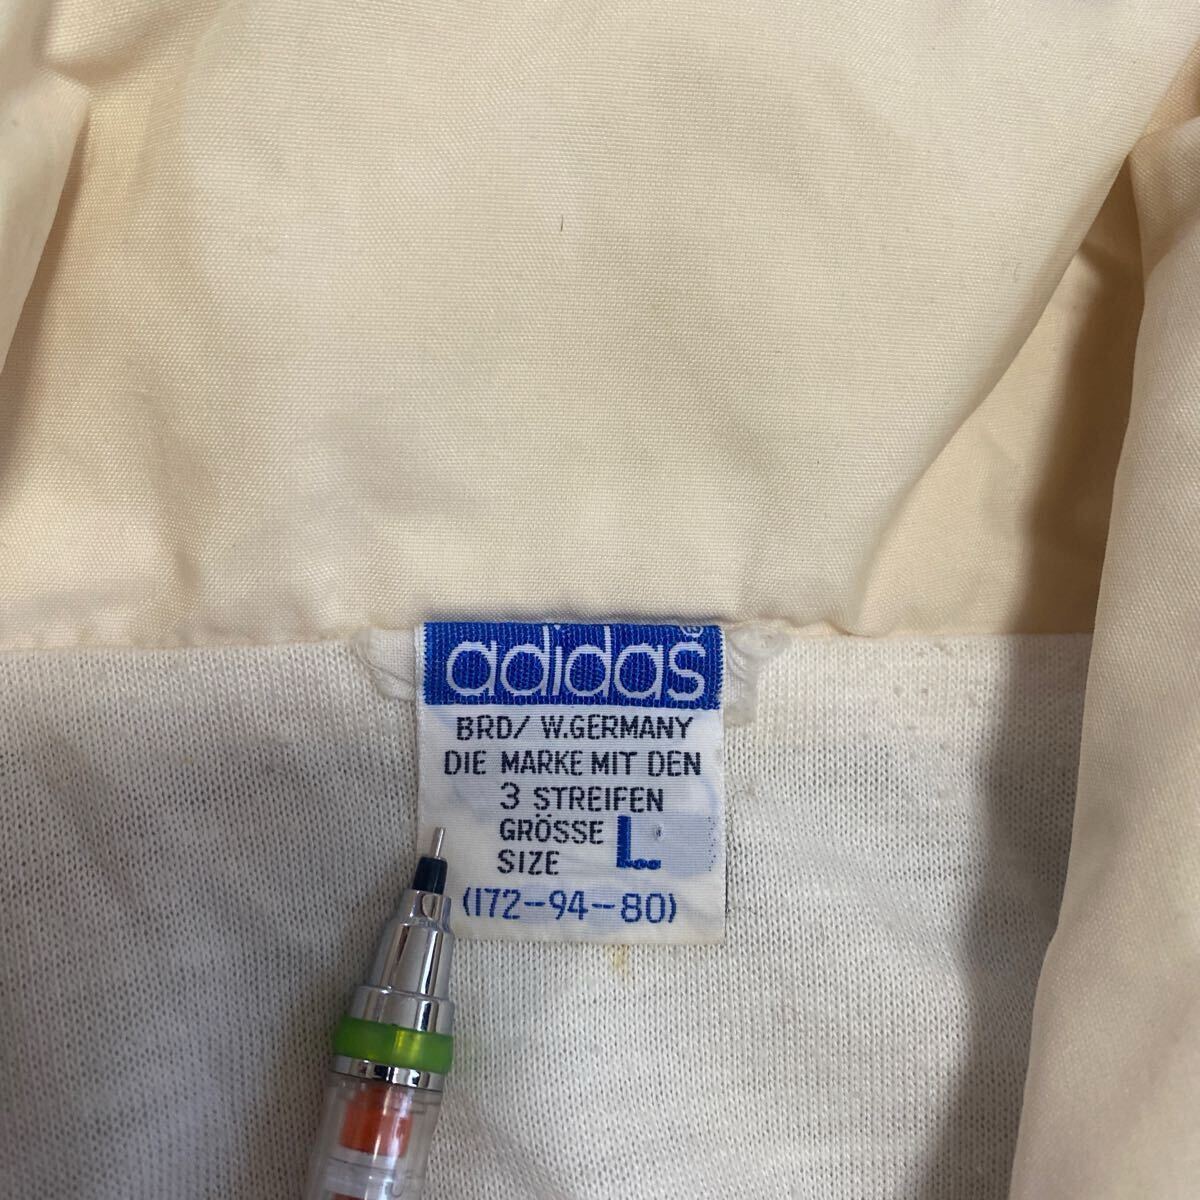 adidas®
BRD/ W.GERMANY
DIE MARKE MIT DEN
3 STREIFEN
GRÖSSE L
SIZE
(172-94-80)